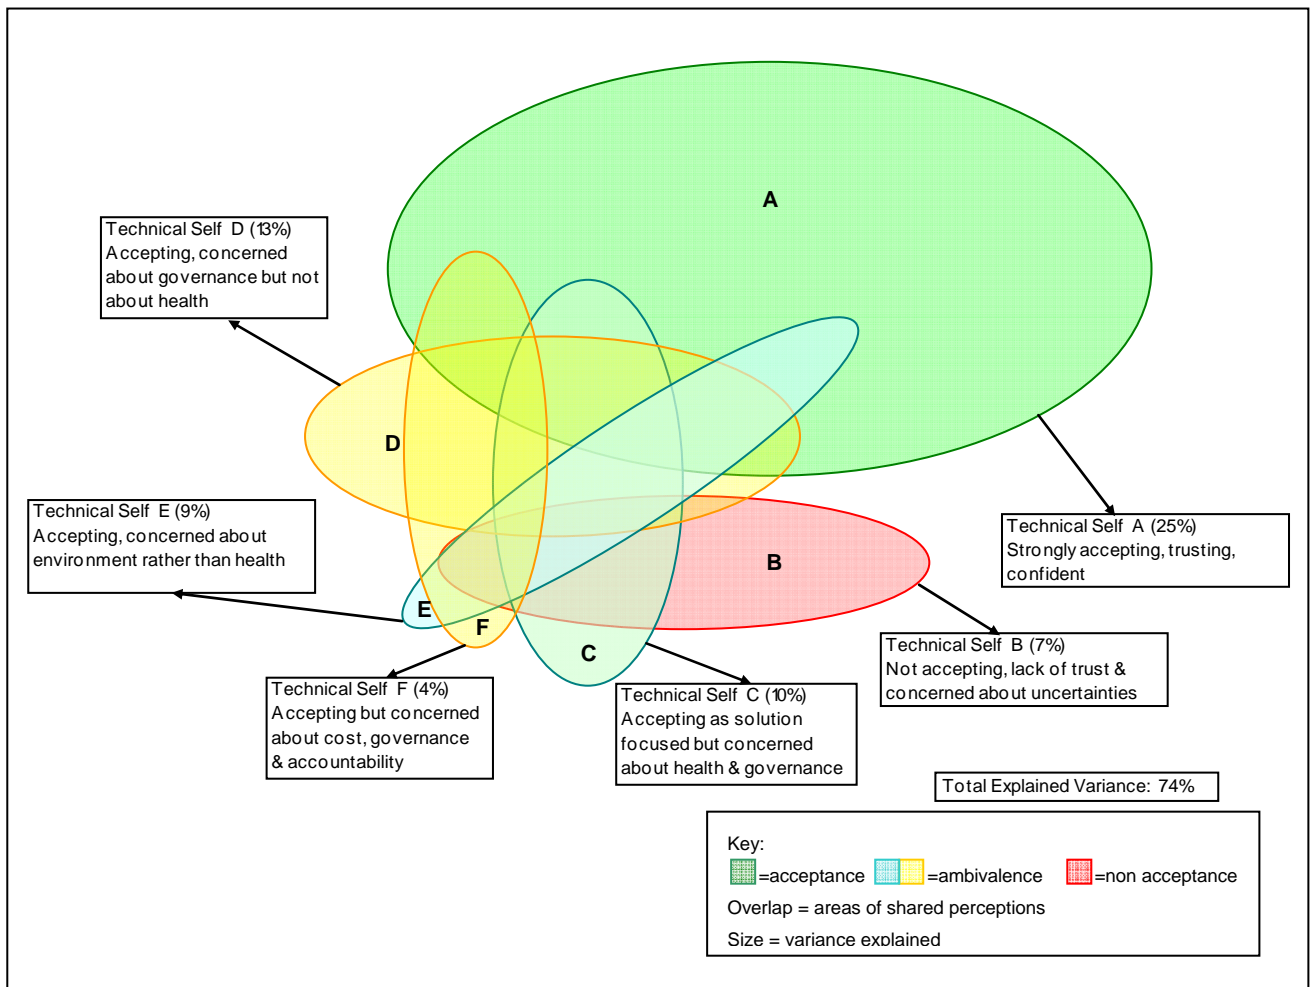 A
Technical Self D (13%)
Accepting, concerned
about governance but not
about health
D
Technical Self E (9%)
Accepting, concerned about
environment rather than health
Technical Self A (25%)
Strongly accepting, trusting,
confident
B
E
F
C
Technical Self B (7%)
Not accepting, lack of trust &
concerned about uncertainties
Technical Self F (4%)
Accepting but concerned
about cost, governance
& accountability
Technical Self C (10%)
Accepting as solution
focused but concerned
about health & governance
Total Explained Variance: 74%
Key:
=acceptance =ambivalence =non acceptance
Overlap = areas of shared perceptions
Size = variance explained